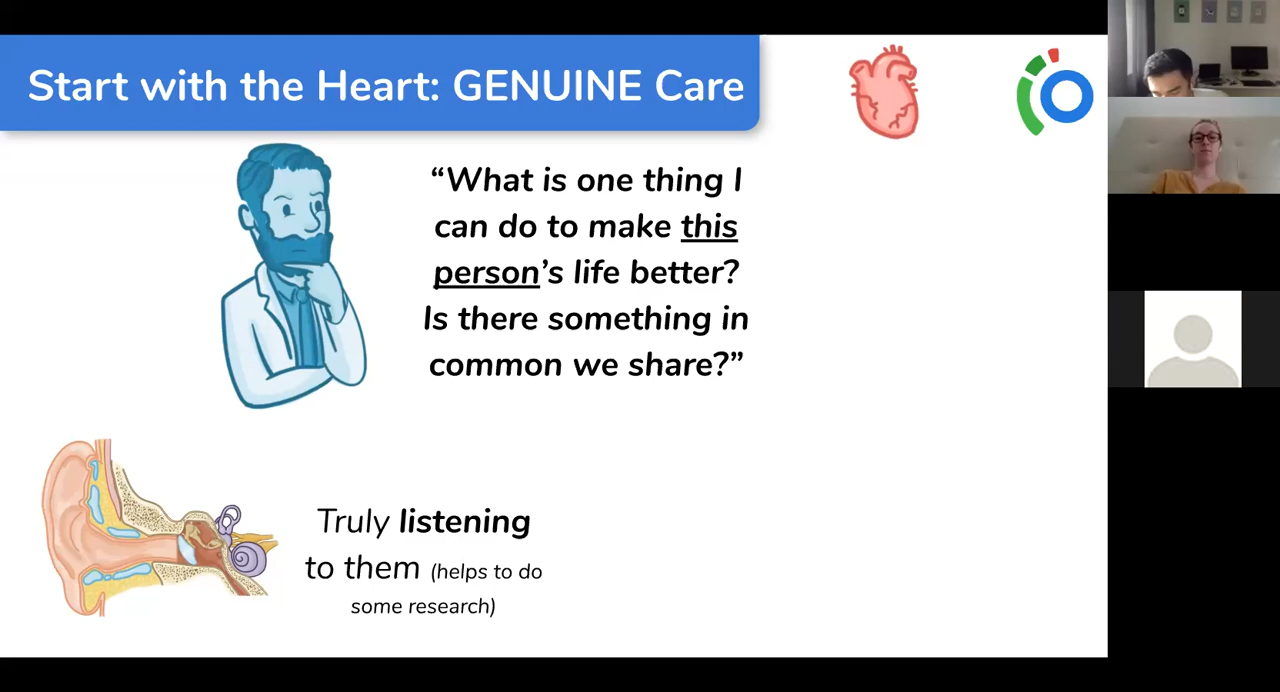 Start with the Heart: GENUINE Care
“What is one thing I
can do to make this
person’s life better?
Is there something in
common we share?”
Truly listening
to them (helps to do
some research)